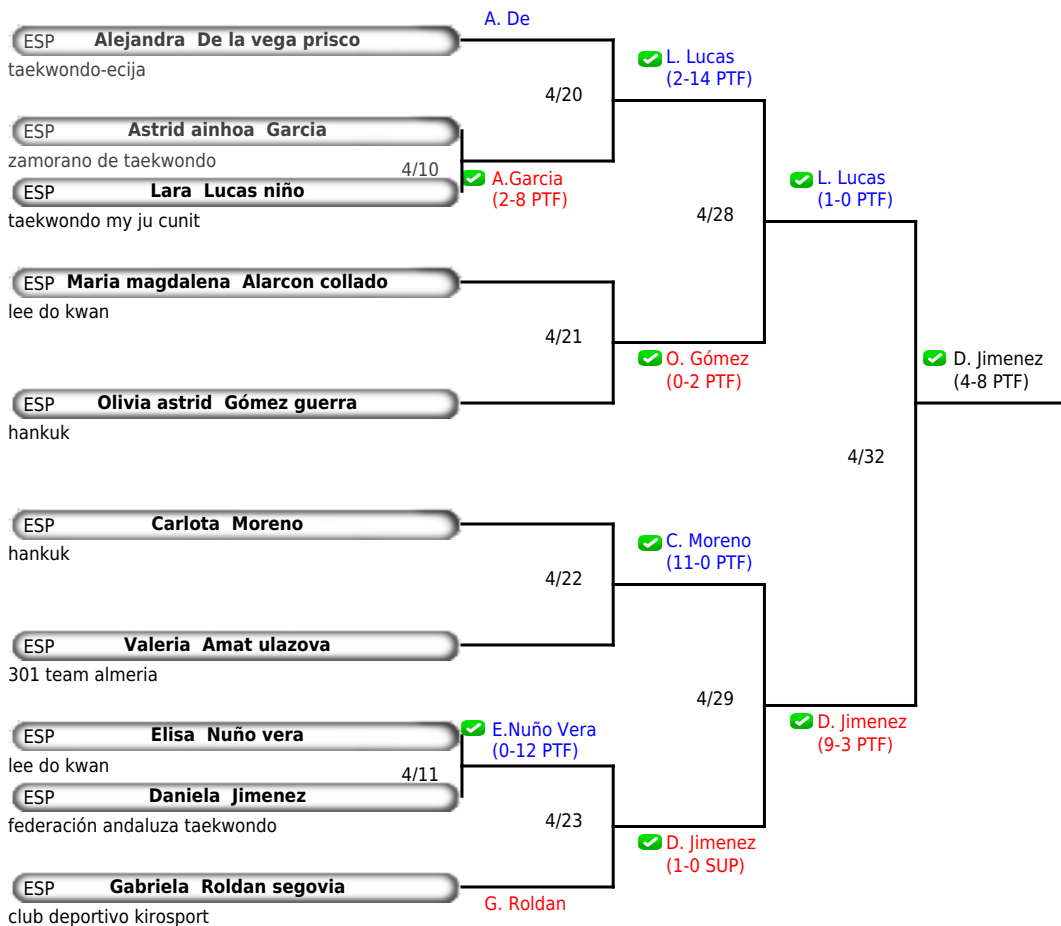 A. De
ESP Alejandra De la vega prisco
taekwondo-ecija
L. Lucas
(2-14 PTF)
4/20
ESP Astrid ainhoa Garcia
zamorano de taekwondo
4/10
A.Garcia
(2-8 PTF)
ESP Lara Lucas niño
taekwondo my ju cunit
L. Lucas
(1-0 PTF)
4/28
ESP Maria magdalena Alarcon collado
lee do kwan
4/21
O. Gómez
(0-2 PTF)
D. Jimenez
(4-8 PTF)
ESP Olivia astrid Gómez guerra
hankuk
4/32
ESP Carlota Moreno
hankuk
C. Moreno
(11-0 PTF)
4/22
ESP Valeria Amat ulazova
301 team almeria
4/29
D. Jimenez
(9-3 PTF)
ESP Elisa Nuño vera
lee do kwan
E.Nuño Vera
(0-12 PTF)
4/11
ESP Daniela Jimenez
federación andaluza taekwondo
4/23
D. Jimenez
(1-0 SUP)
ESP Gabriela Roldan segovia
club deportivo kirosport
G. Roldan